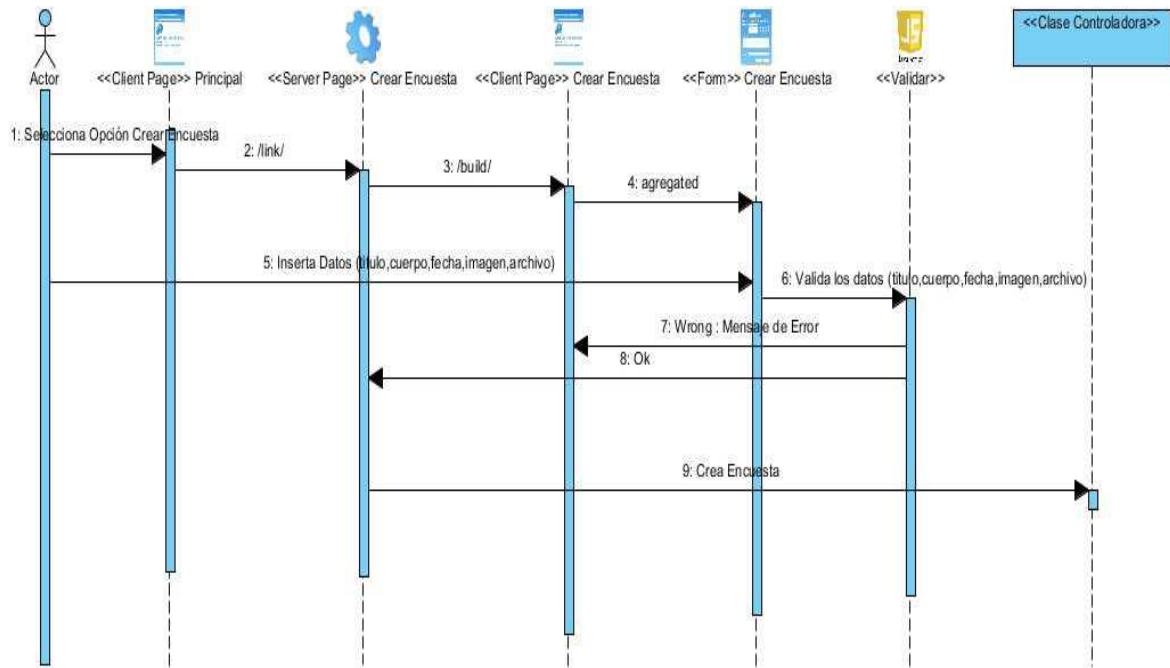 <<Clase Controladora>>
Actor
<<Client Page>> Principal
<<Server Page>> Crear Encuesta
<<Client Page>> Crear Encuesta
<<Form>> Crear Encuesta
<<Validar>>
JS
1: Selecciona Opción Crear Encuesta
2: /link/
3: /build/
4: agregated
5: Inserta Datos (titulo,cuerpo,fecha,imagen,archivo)
6: Valida los datos (titulo,cuerpo,fecha,imagen,archivo)
7: Wrong : Mensaje de Error
8: Ok
9: Crea Encuesta